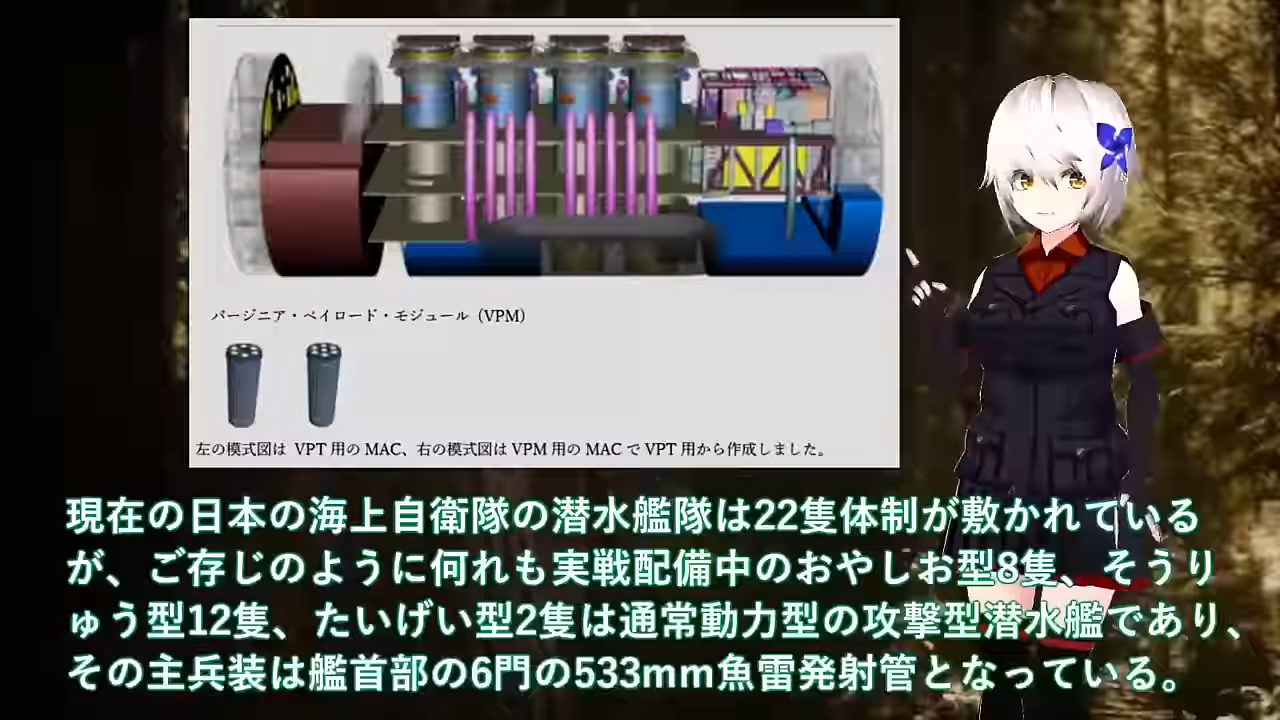 バージニア・ペイロード・モジュール（VPM）
左の模式図は VPT 用の MAC、右の模式図は VPM 用の MAC で VPT 用から作成しました。
現在の日本の海上自衛隊の潜水艦隊は22隻体制が敷かれている
が、ご存じのように何れも実戦配備中のおやしお型8隻、そうり
ゅう型12隻、たいげい型2隻は通常動力型の攻撃型潜水艦であり、
その主兵装は艦首部の6門の533mm魚雷発射管となっている。